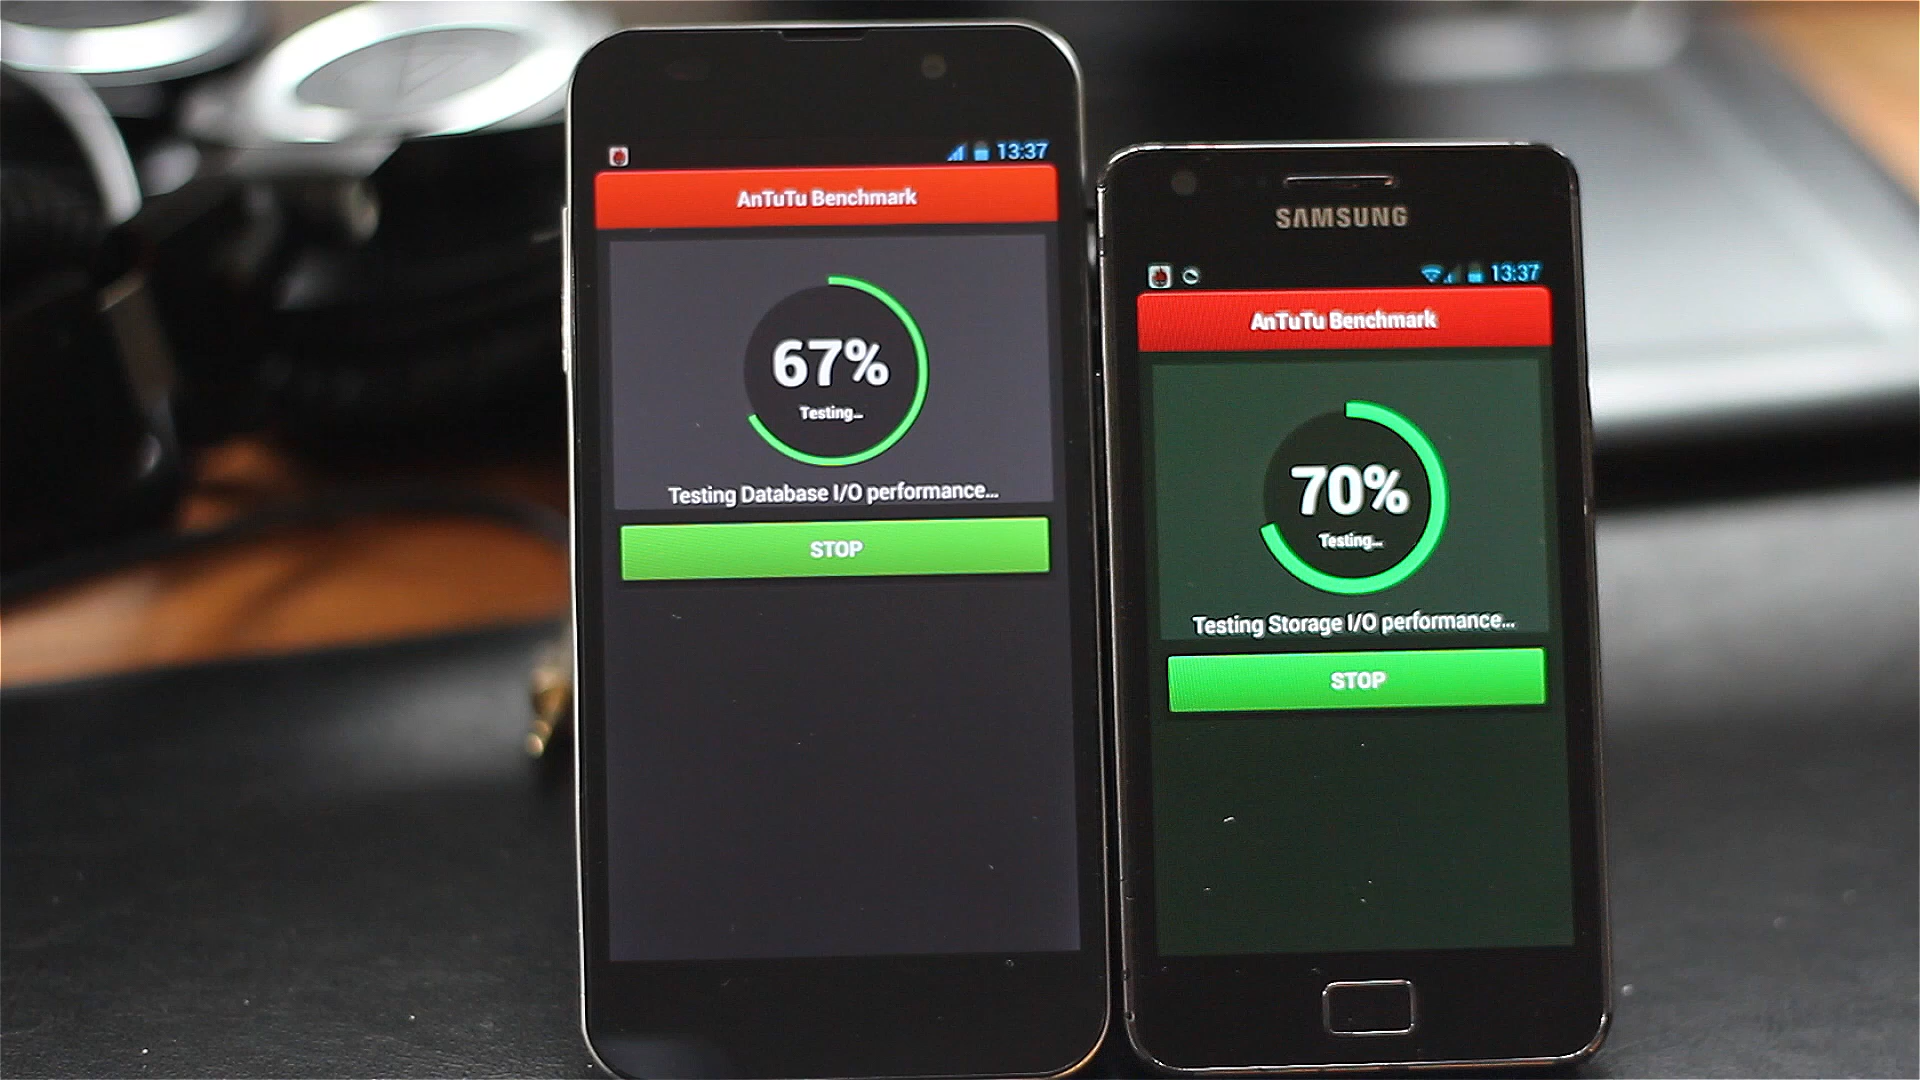 13:37
AnTuTu Benchmark
67%
Testing...
Testing Database I/O performance...
STOP
SAMSUNG
13:37
AnTuTu Benchmark
70%
Testing...
Testing Storage I/O performance...
STOP